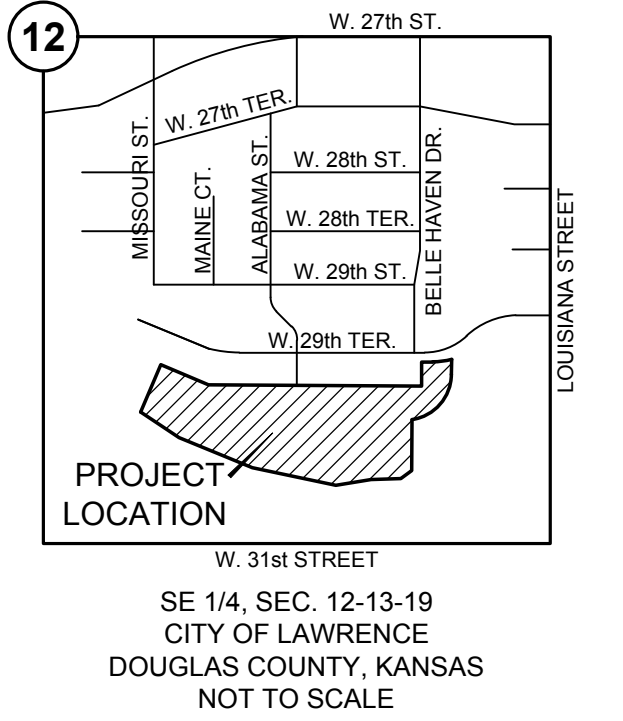 12
W. 27th ST.
W. 27th TER.
MISSOURI ST.
MAINE CT.
ALABAMA ST.
W. 28th ST.
W. 28th TER.
W. 29th ST.
BELLE HAVEN DR.
LOUISIANA STREET
W. 29th TER.
PROJECT
LOCATION
W. 31st STREET
SE 1/4, SEC. 12-13-19
CITY OF LAWRENCE
DOUGLAS COUNTY, KANSAS
NOT TO SCALE